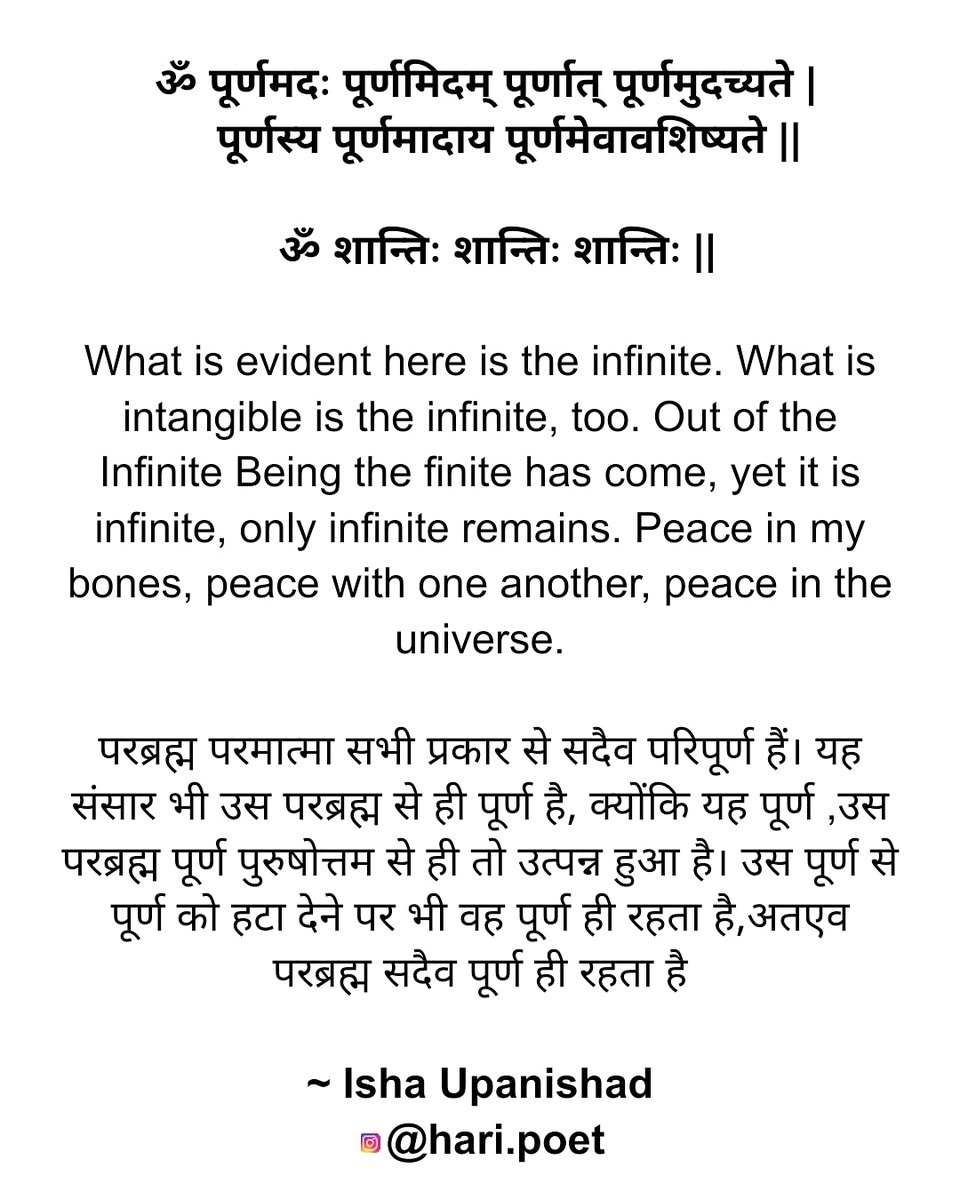 ॐ पूर्णमदः पूर्णमिदम् पूर्णात् पूर्णमुदच्यते |
पूर्णस्य पूर्णमादाय पूर्णमेवावशिष्यते ||
ॐ शान्तिः शान्तिः शान्तिः ||
What is evident here is the infinite. What is
intangible is the infinite, too. Out of the
Infinite Being the finite has come, yet it is
infinite, only infinite remains. Peace in my
bones, peace with one another, peace in the
universe.
परब्रह्म परमात्मा सभी प्रकार से सदैव परिपूर्ण हैं। यह
संसार भी उस परब्रह्म से ही पूर्ण है, क्योंकि यह पूर्ण ,उस
परब्रह्म पूर्ण पुरुषोत्तम से ही तो उत्पन्न हुआ है। उस पूर्ण से
पूर्ण को हटा देने पर भी वह पूर्ण ही रहता है,अतएव
परब्रह्म सदैव पूर्ण ही रहता है
~ Isha Upanishad
@hari.poet